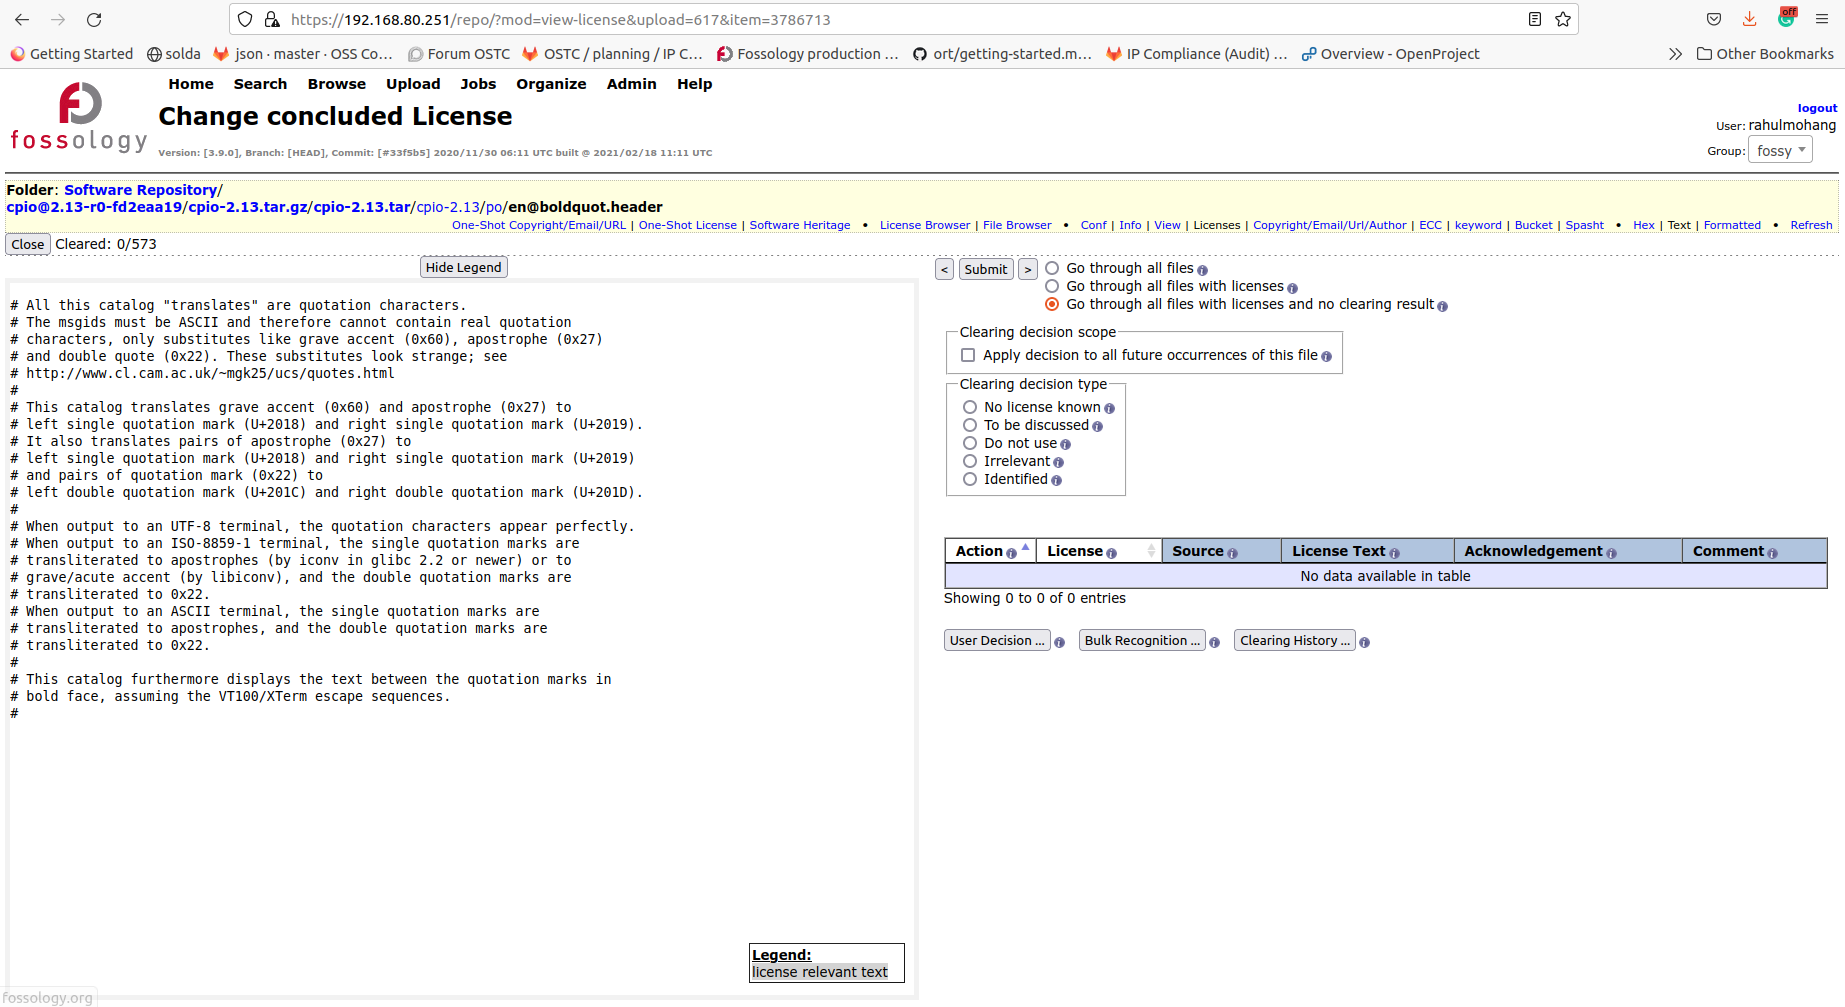 https://192.168.80.251/repo/?mod=view-license&upload=617&item=3786713
off
Getting Started solda json · master · OSS Co… Forum OSTC OSTC / planning / IP C… Fossology production … ort/getting-started.m… IP Compliance (Audit) … Overview - OpenProject Other Bookmarks
Home Search Browse Upload Jobs Organize Admin Help
fossology
Change concluded License
Version: [3.9.0], Branch: [HEAD], Commit: [#33f5b5] 2020/11/30 06:11 UTC built @ 2021/02/18 11:11 UTC
logout
User: rahulmohang
Group: fossy
Folder: Software Repository/
cpio@2.13-r0-fd2eaa19/cpio-2.13.tar.gz/cpio-2.13.tar/cpio-2.13/po/en@boldquot.header
One-Shot Copyright/Email/URL | One-Shot License | Software Heritage • License Browser | File Browser • Conf | Info | View | Licenses | Copyright/Email/Url/Author | ECC | keyword | Bucket | Spasht • Hex | Text | Formatted • Refresh
Close Cleared: 0/573
Hide Legend
# All this catalog "translates" are quotation characters.
# The msgids must be ASCII and therefore cannot contain real quotation
# characters, only substitutes like grave accent (0x60), apostrophe (0x27)
# and double quote (0x22). These substitutes look strange; see
# http://www.cl.cam.ac.uk/~mgk25/ucs/quotes.html
#
# This catalog translates grave accent (0x60) and apostrophe (0x27) to
# left single quotation mark (U+2018) and right single quotation mark (U+2019).
# It also translates pairs of apostrophe (0x27) to
# left single quotation mark (U+2018) and right single quotation mark (U+2019)
# and pairs of quotation mark (0x22) to
# left double quotation mark (U+201C) and right double quotation mark (U+201D).
#
# When output to an UTF-8 terminal, the quotation characters appear perfectly.
# When output to an ISO-8859-1 terminal, the single quotation marks are
# transliterated to apostrophes (by iconv in glibc 2.2 or newer) or to
# grave/acute accent (by libiconv), and the double quotation marks are
# transliterated to 0x22.
# When output to an ASCII terminal, the single quotation marks are
# transliterated to apostrophes, and the double quotation marks are
# transliterated to 0x22.
#
# This catalog furthermore displays the text between the quotation marks in
# bold face, assuming the VT100/XTerm escape sequences.
#
Legend:
license relevant text
fossology.org
< Submit >
Go through all files
Go through all files with licenses
Go through all files with licenses and no clearing result
Clearing decision scope
Apply decision to all future occurrences of this file
Clearing decision type
No license known
To be discussed
Do not use
Irrelevant
Identified
Action License Source License Text Acknowledgement Comment
No data available in table
Showing 0 to 0 of 0 entries
User Decision ... Bulk Recognition ... Clearing History ...